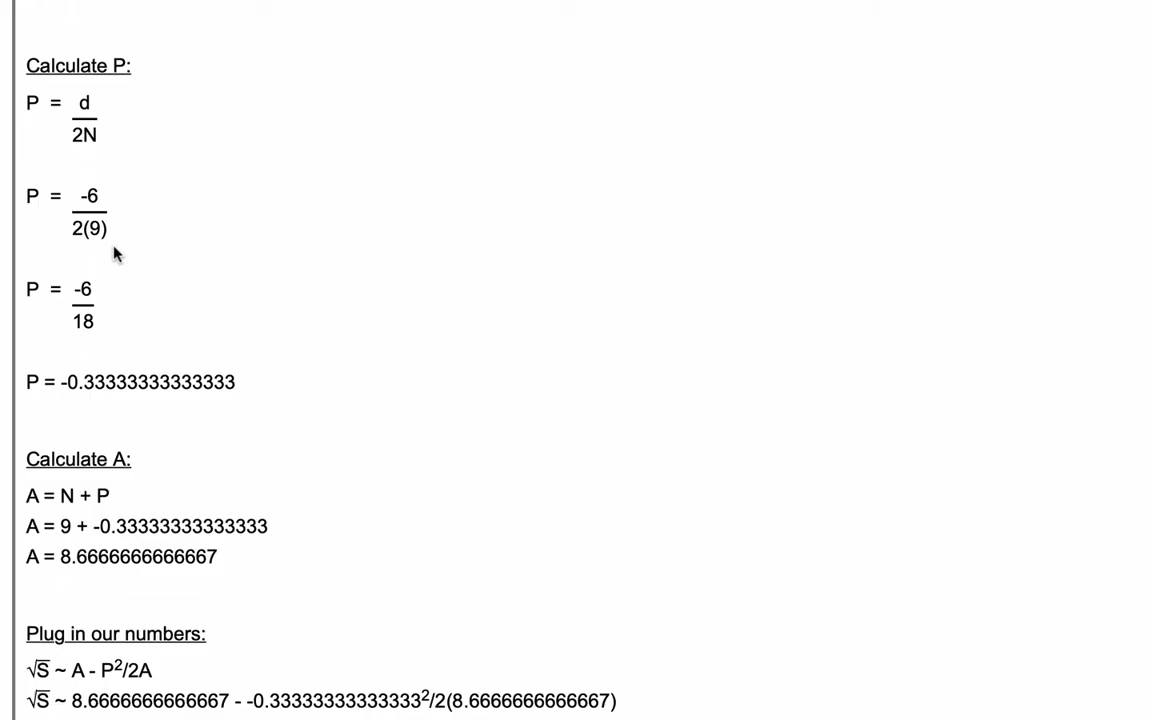 Calculate P:
P = d
2N
P = -6
2(9)
P = -6
18
P = -0.33333333333333
Calculate A:
A = N + P
A = 9 + -0.33333333333333
A = 8.6666666666667
Plug in our numbers:
√S ~ A - P²/2A
√S ~ 8.6666666666667 - -0.33333333333333²/2(8.6666666666667)